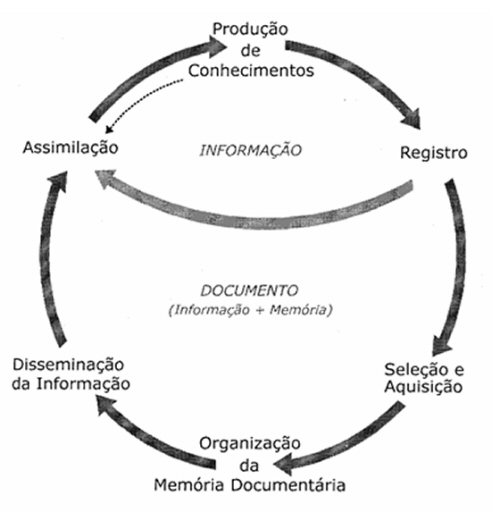 Produção
de
Conhecimentos
Assimilação
INFORMAÇÃO
Registro
DOCUMENTO
(Informação + Memória)
Disseminação
da Informação
Seleção e
Aquisição
Organização
da
Memória Documentária